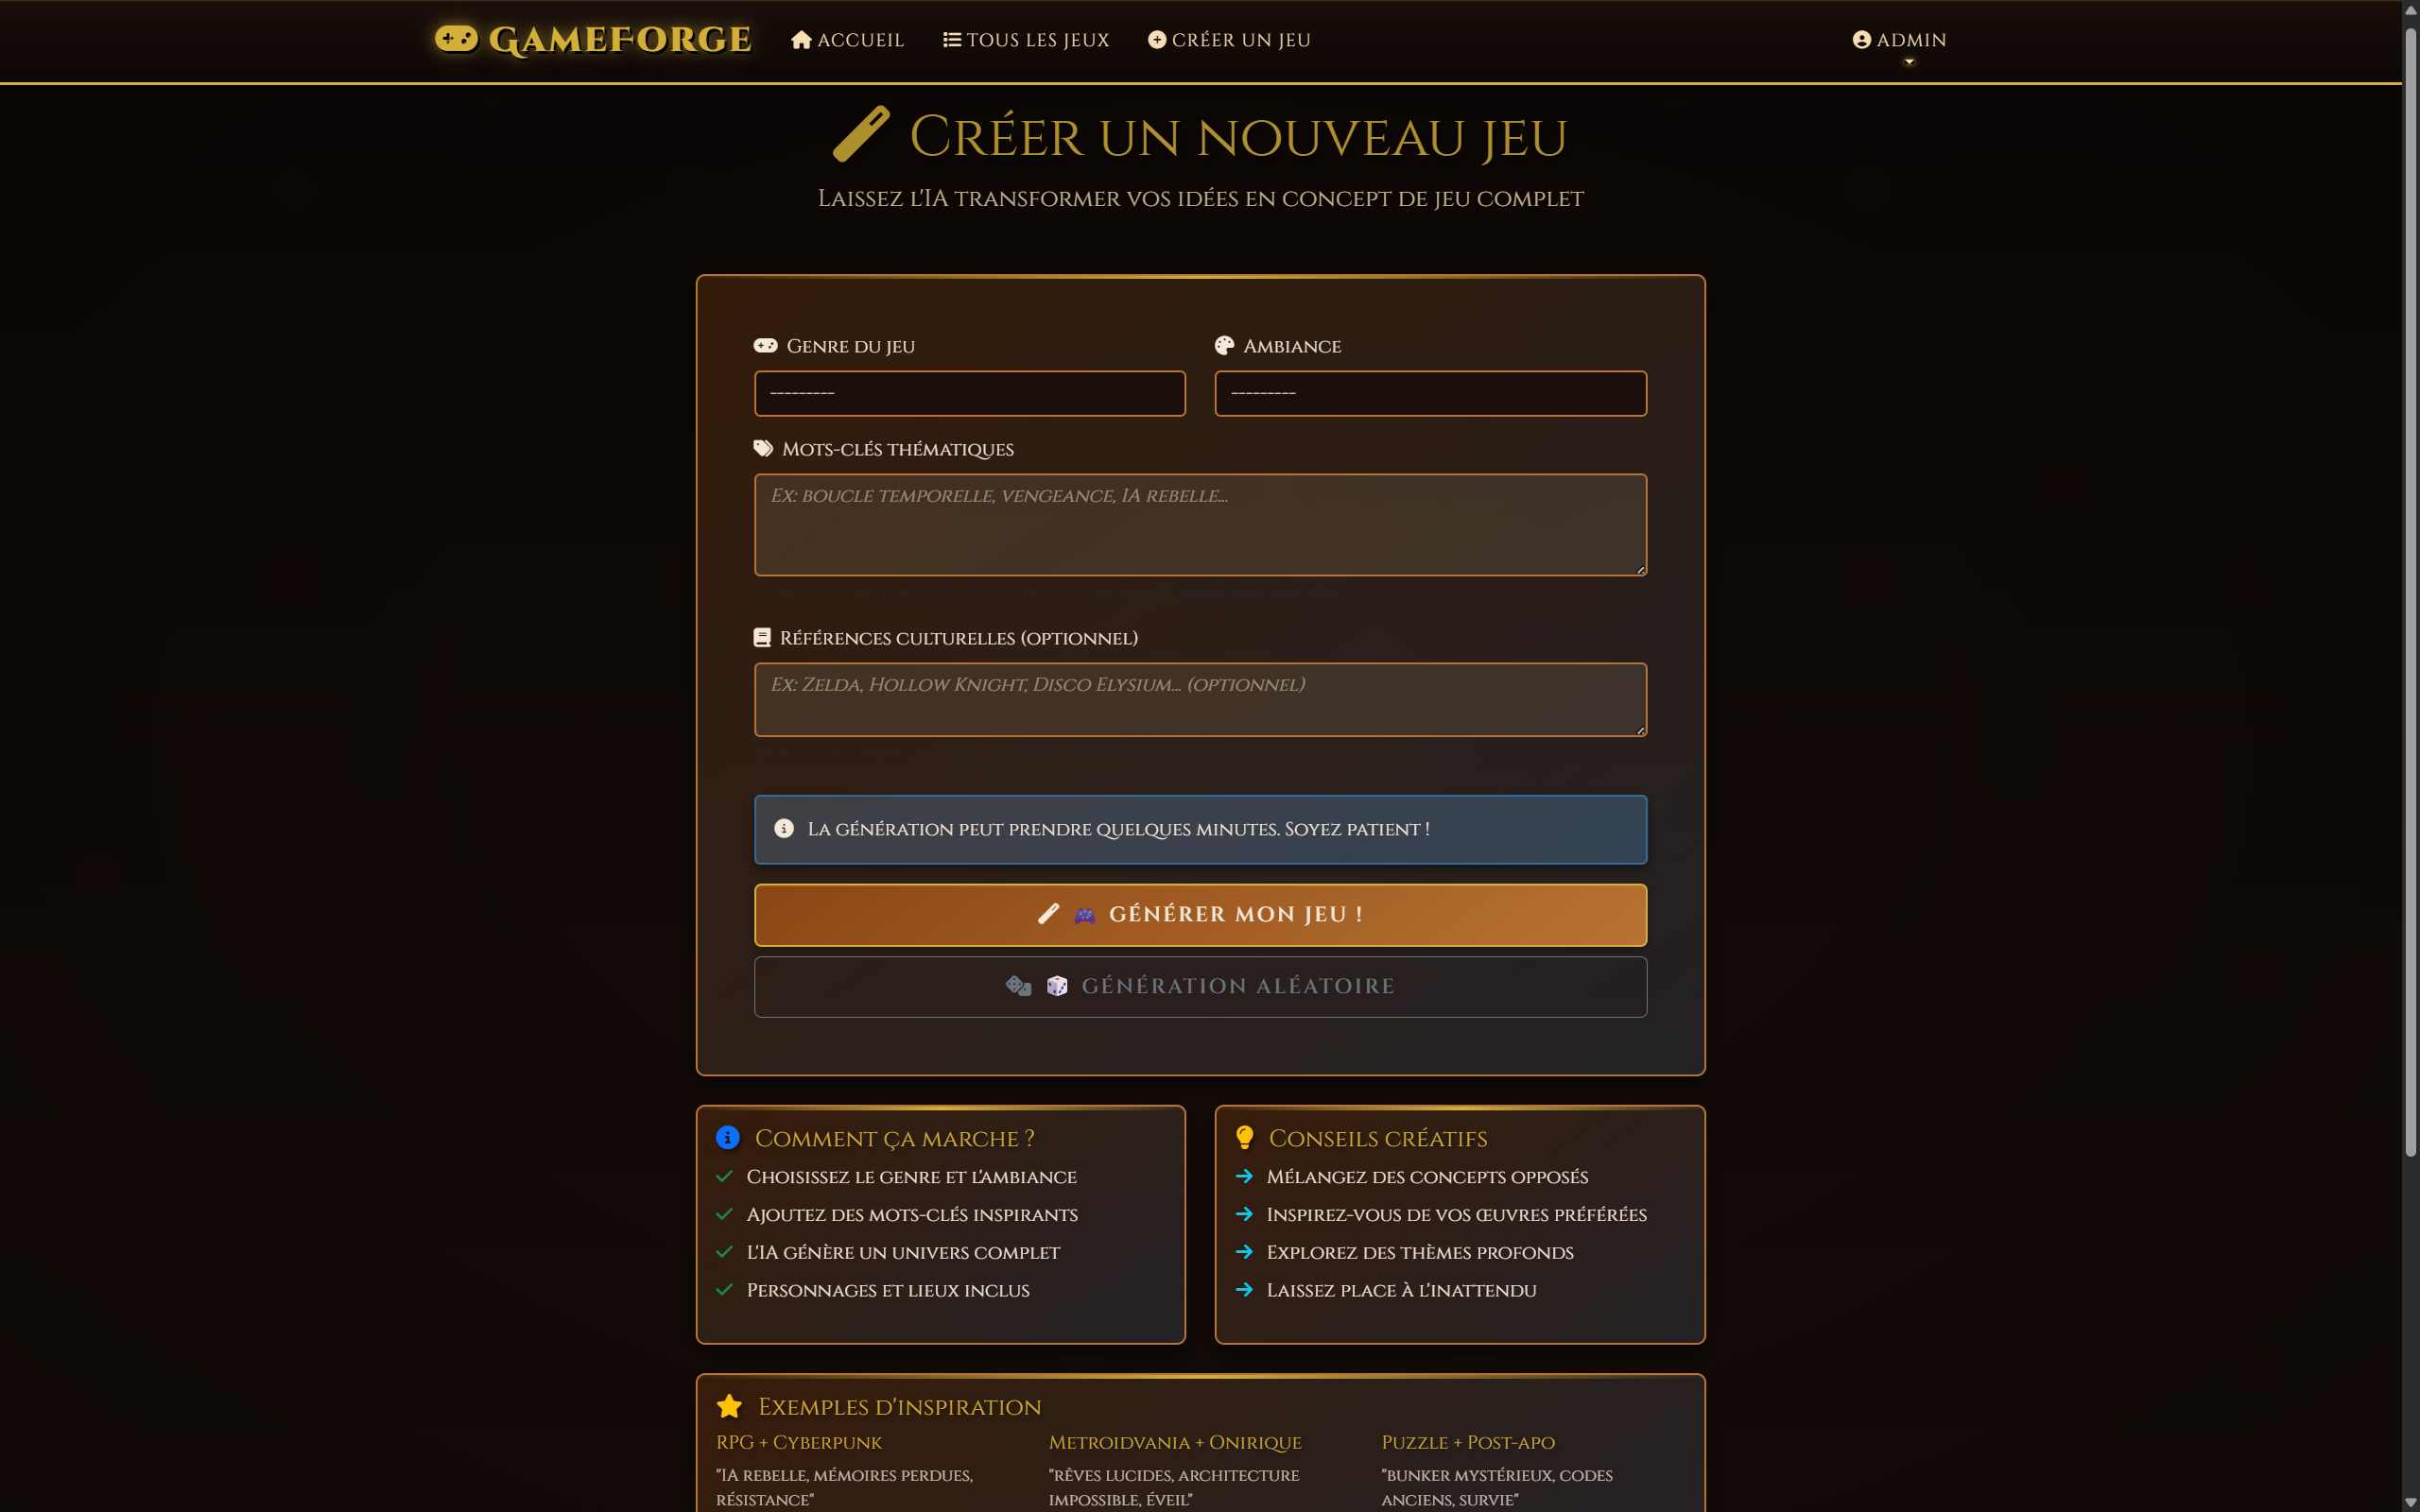 GameForge
Accueil
Tous les jeux
Créer un jeu
Admin
Créer un nouveau jeu
Laissez l'IA transformer vos idées en concept de jeu complet
Genre du jeu
Ambiance
---------
---------
Mots-clés thématiques
Ex: boucle temporelle, vengeance, IA rebelle...
Références culturelles (optionnel)
Ex: Zelda, Hollow Knight, Disco Elysium... (optionnel)
La génération peut prendre quelques minutes. Soyez patient !
Générer mon jeu !
Génération aléatoire
Comment ça marche ?
Choisissez le genre et l'ambiance
Ajoutez des mots-clés inspirants
L'IA génère un univers complet
Personnages et lieux inclus
Conseils créatifs
Mélangez des concepts opposés
Inspirez-vous de vos œuvres préférées
Explorez des thèmes profonds
Laissez place à l'inattendu
Exemples d'inspiration
RPG + Cyberpunk
"IA rebelle, mémoires perdues,
résistance"
Metroidvania + Onirique
"Rêves lucides, architecture
impossible, éveil"
Puzzle + Post-apo
"Bunker mystérieux, codes
anciens, survie"